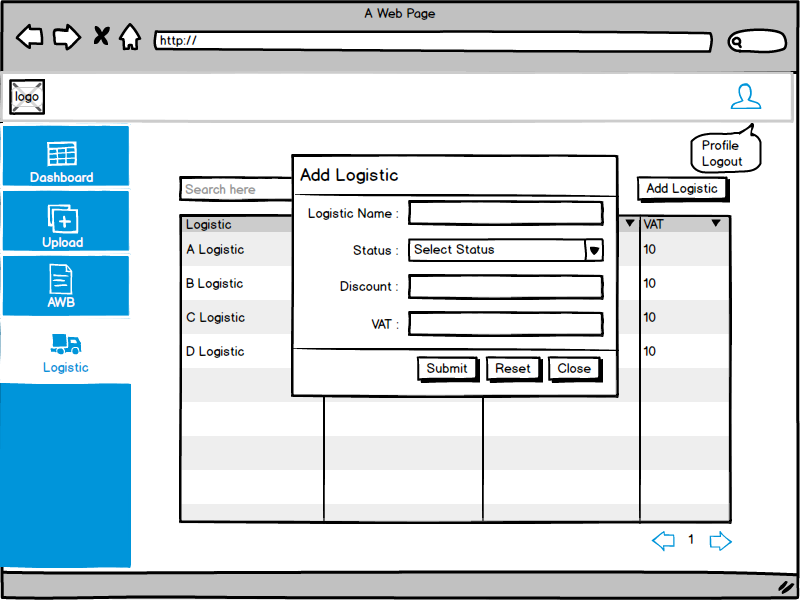 A Web Page
http://
logo
Profile
Logout
Dashboard
Upload
AWB
Logistic
Search here
Add Logistic
Logistic
VAT
A Logistic
10
B Logistic
10
C Logistic
10
D Logistic
10
Add Logistic
Logistic Name :
Status :
Select Status
Discount :
VAT :
Submit
Reset
Close
1